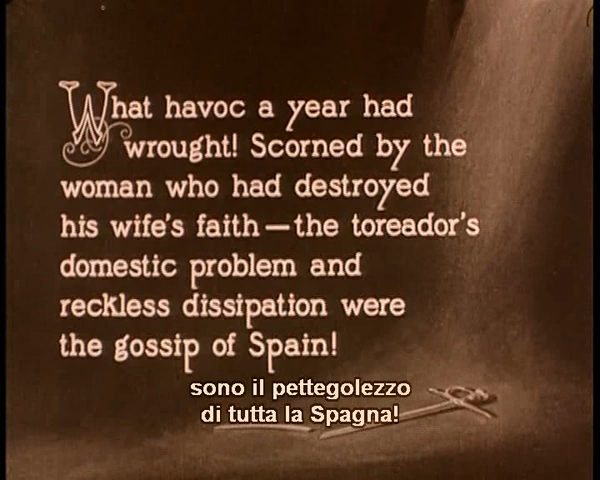 What havoc a year had
wrought! Scorned by the
woman who had destroyed
his wife's faith—the toreador's
domestic problem and
reckless dissipation were
the gossip of Spain!
sono il pettegolezzo
di tutta la Spagna!